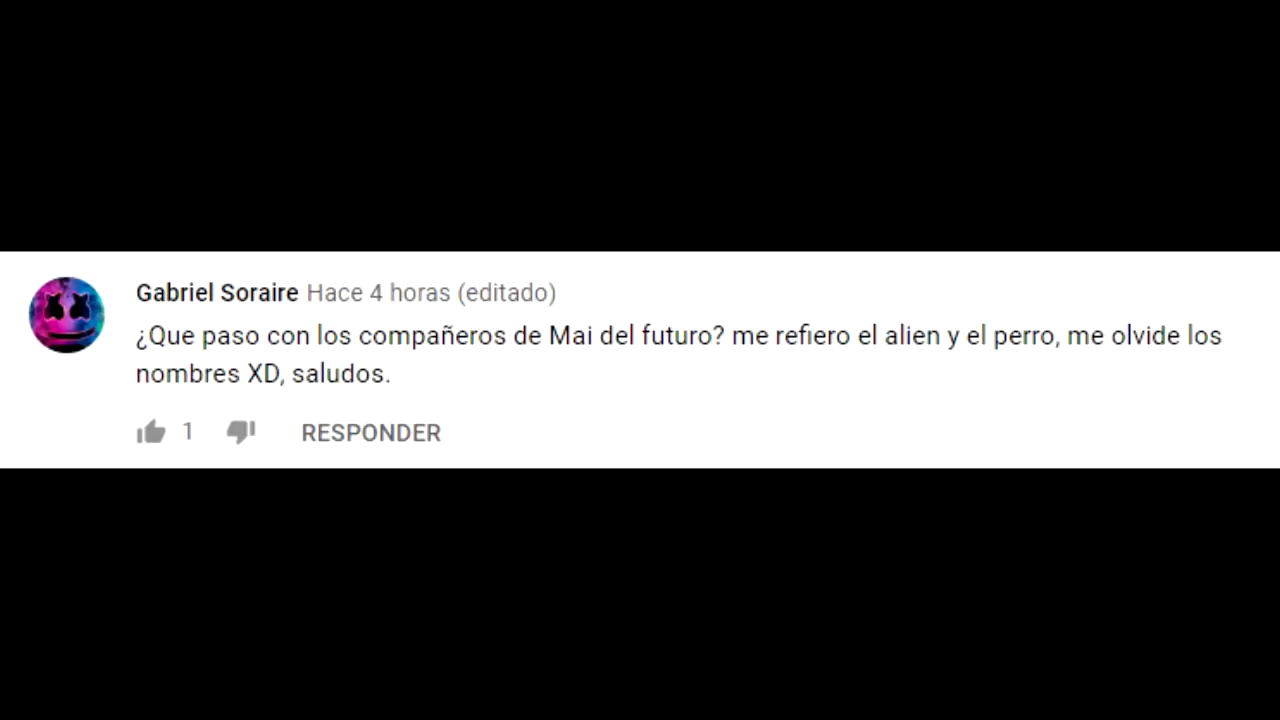 Gabriel Soraire Hace 4 horas (editado)
¿Que paso con los compañeros de Mai del futuro? me refiero el alien y el perro, me olvide los
nombres XD, saludos.
1 RESPONDER